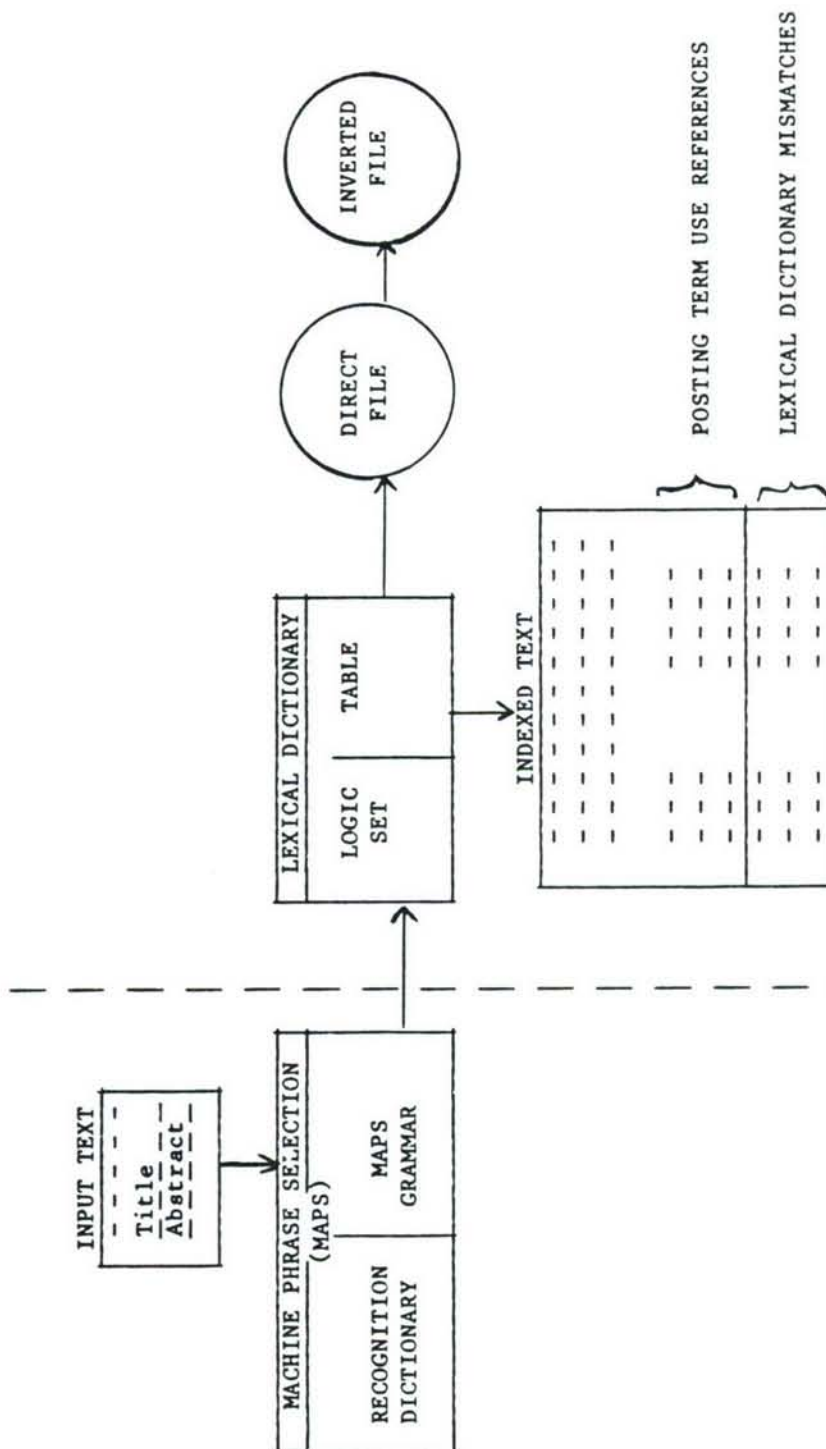 INPUT TEXT
Title
Abstract
MACHINE PHRASE SELECTION
(MAPS)
RECOGNITION
DICTIONARY
MAPS
GRAMMAR
LEXICAL DICTIONARY
LOGIC
SET
TABLE
DIRECT
FILE
INVERTED
FILE
INDEXED TEXT
POSTING TERM USE REFERENCES
LEXICAL DICTIONARY MISMATCHES